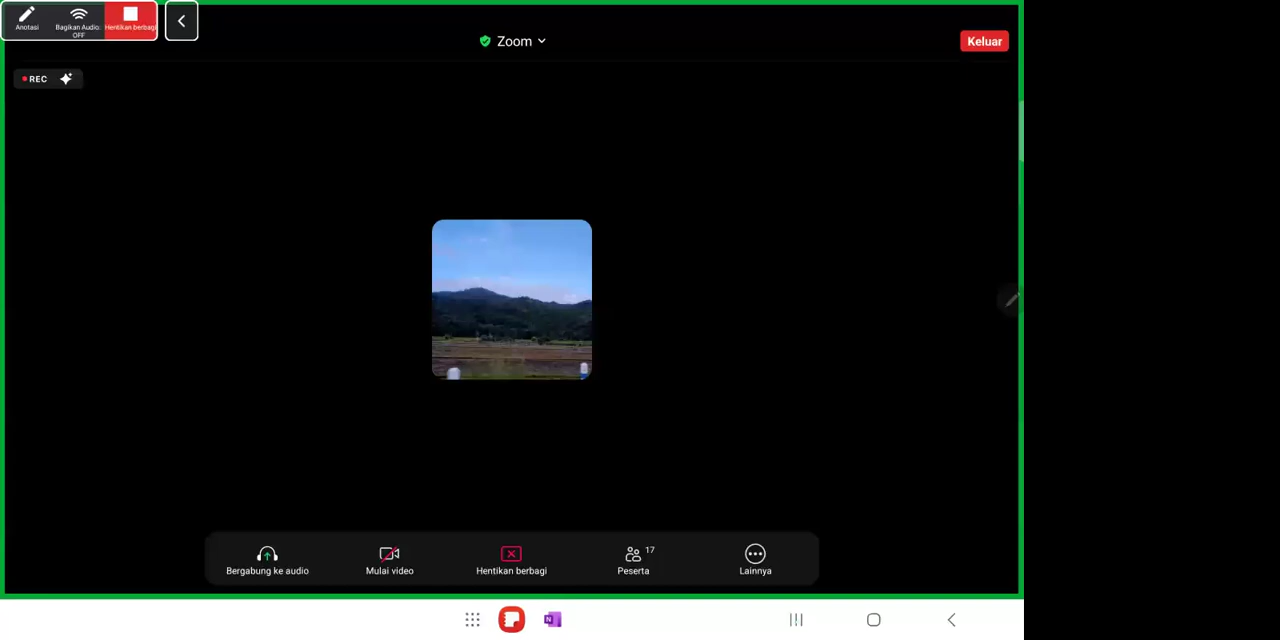 Anotasi
Bagikan Audio:
OFF
Hentikan berbagi
Zoom
Keluar
REC
Bergabung ke audio
Mulai video
Hentikan berbagi
17
Peserta
Lainnya
N